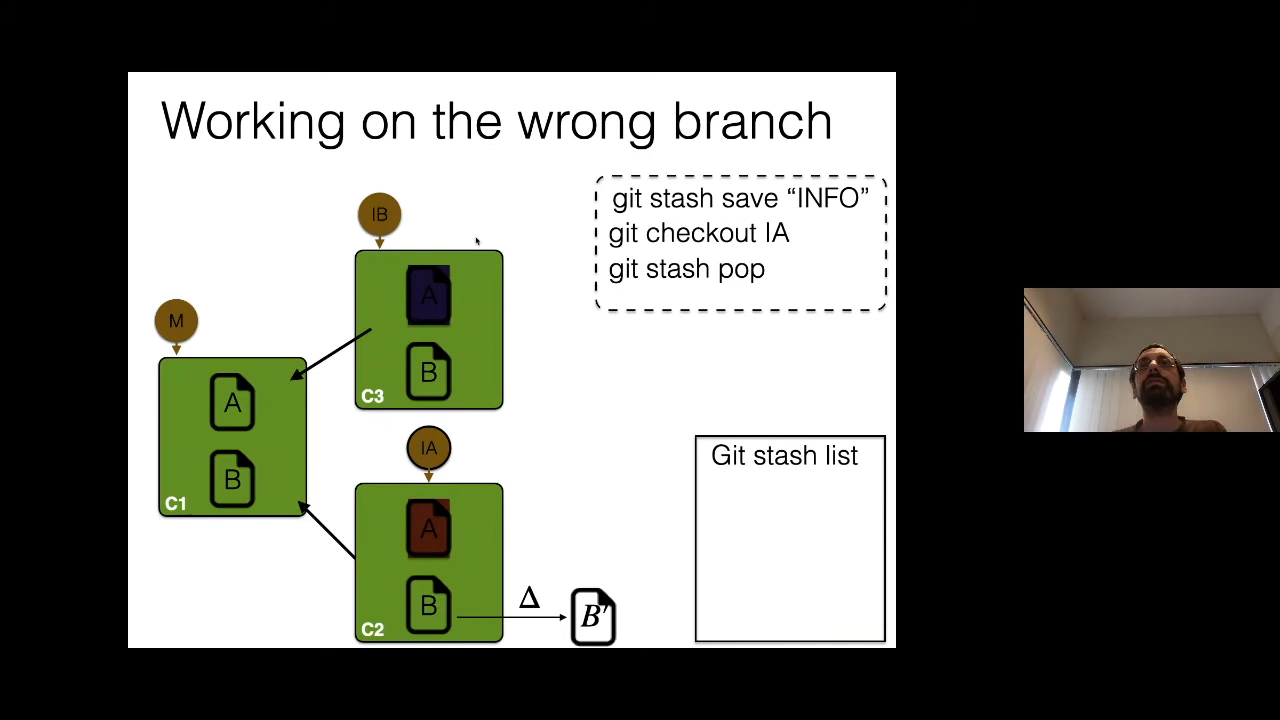 Working on the wrong branch
git stash save “INFO”
git checkout IA
git stash pop
IB
A
B
C3
M
A
B
C1
IA
A
B
C2
Δ
B′
Git stash list